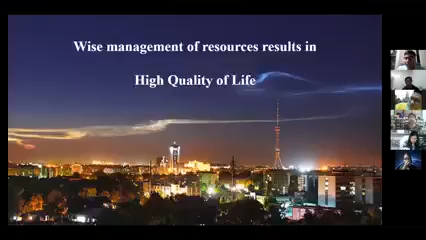 Wise management of resources results in
High Quality of Life